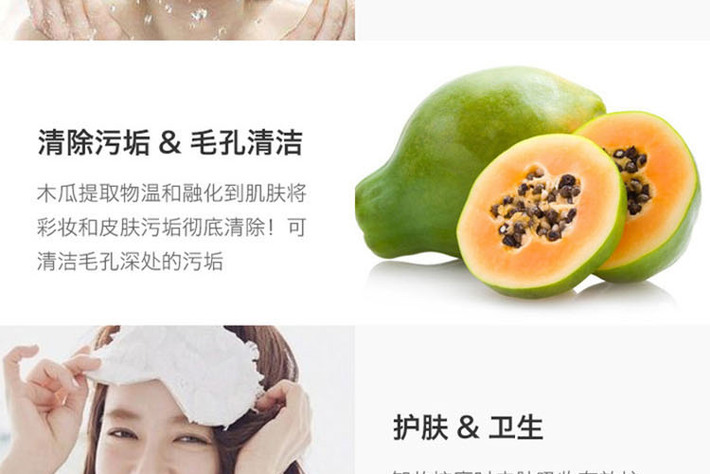 清除污垢 & 毛孔清洁
木瓜提取物温和融化到肌肤将
彩妆和皮肤污垢彻底清除！可
清洁毛孔深处的污垢
护肤 & 卫生